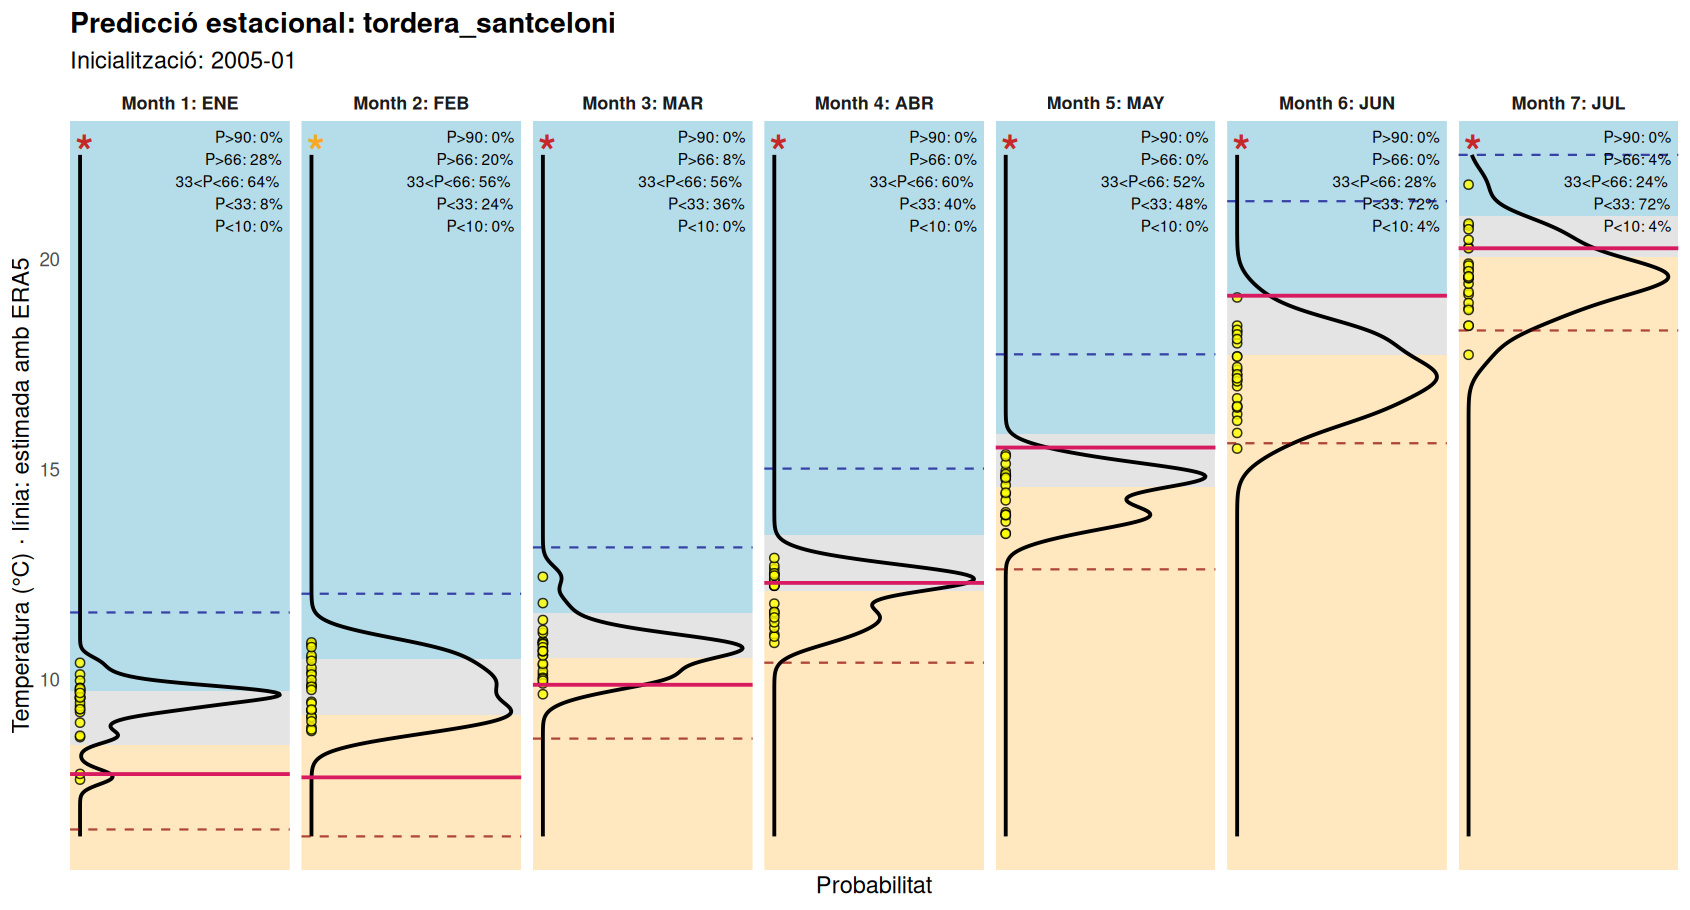 Predicció estacional: tordera_santceloni
Inicialització: 2005-01
Month 1: ENE
Month 2: FEB
Month 3: MAR
Month 4: ABR
Month 5: MAY
Month 6: JUN
Month 7: JUL
*
P>90: 0%
P>66: 28%
33<P<66: 64%
P<33: 8%
P<10: 0%
*
P>90: 0%
P>66: 20%
33<P<66: 56%
P<33: 24%
P<10: 0%
*
P>90: 0%
P>66: 8%
33<P<66: 56%
P<33: 36%
P<10: 0%
*
P>90: 0%
P>66: 0%
33<P<66: 60%
P<33: 40%
P<10: 0%
*
P>90: 0%
P>66: 0%
33<P<66: 52%
P<33: 48%
P<10: 0%
*
P>90: 0%
P>66: 0%
33<P<66: 28%
P<33: 72%
P<10: 4%
*
P>90: 0%
P>66: 4%
33<P<66: 24%
P<33: 72%
P<10: 4%
Temperatura (°C) · línia: estimada amb ERA5
20
15
10
Probabilitat